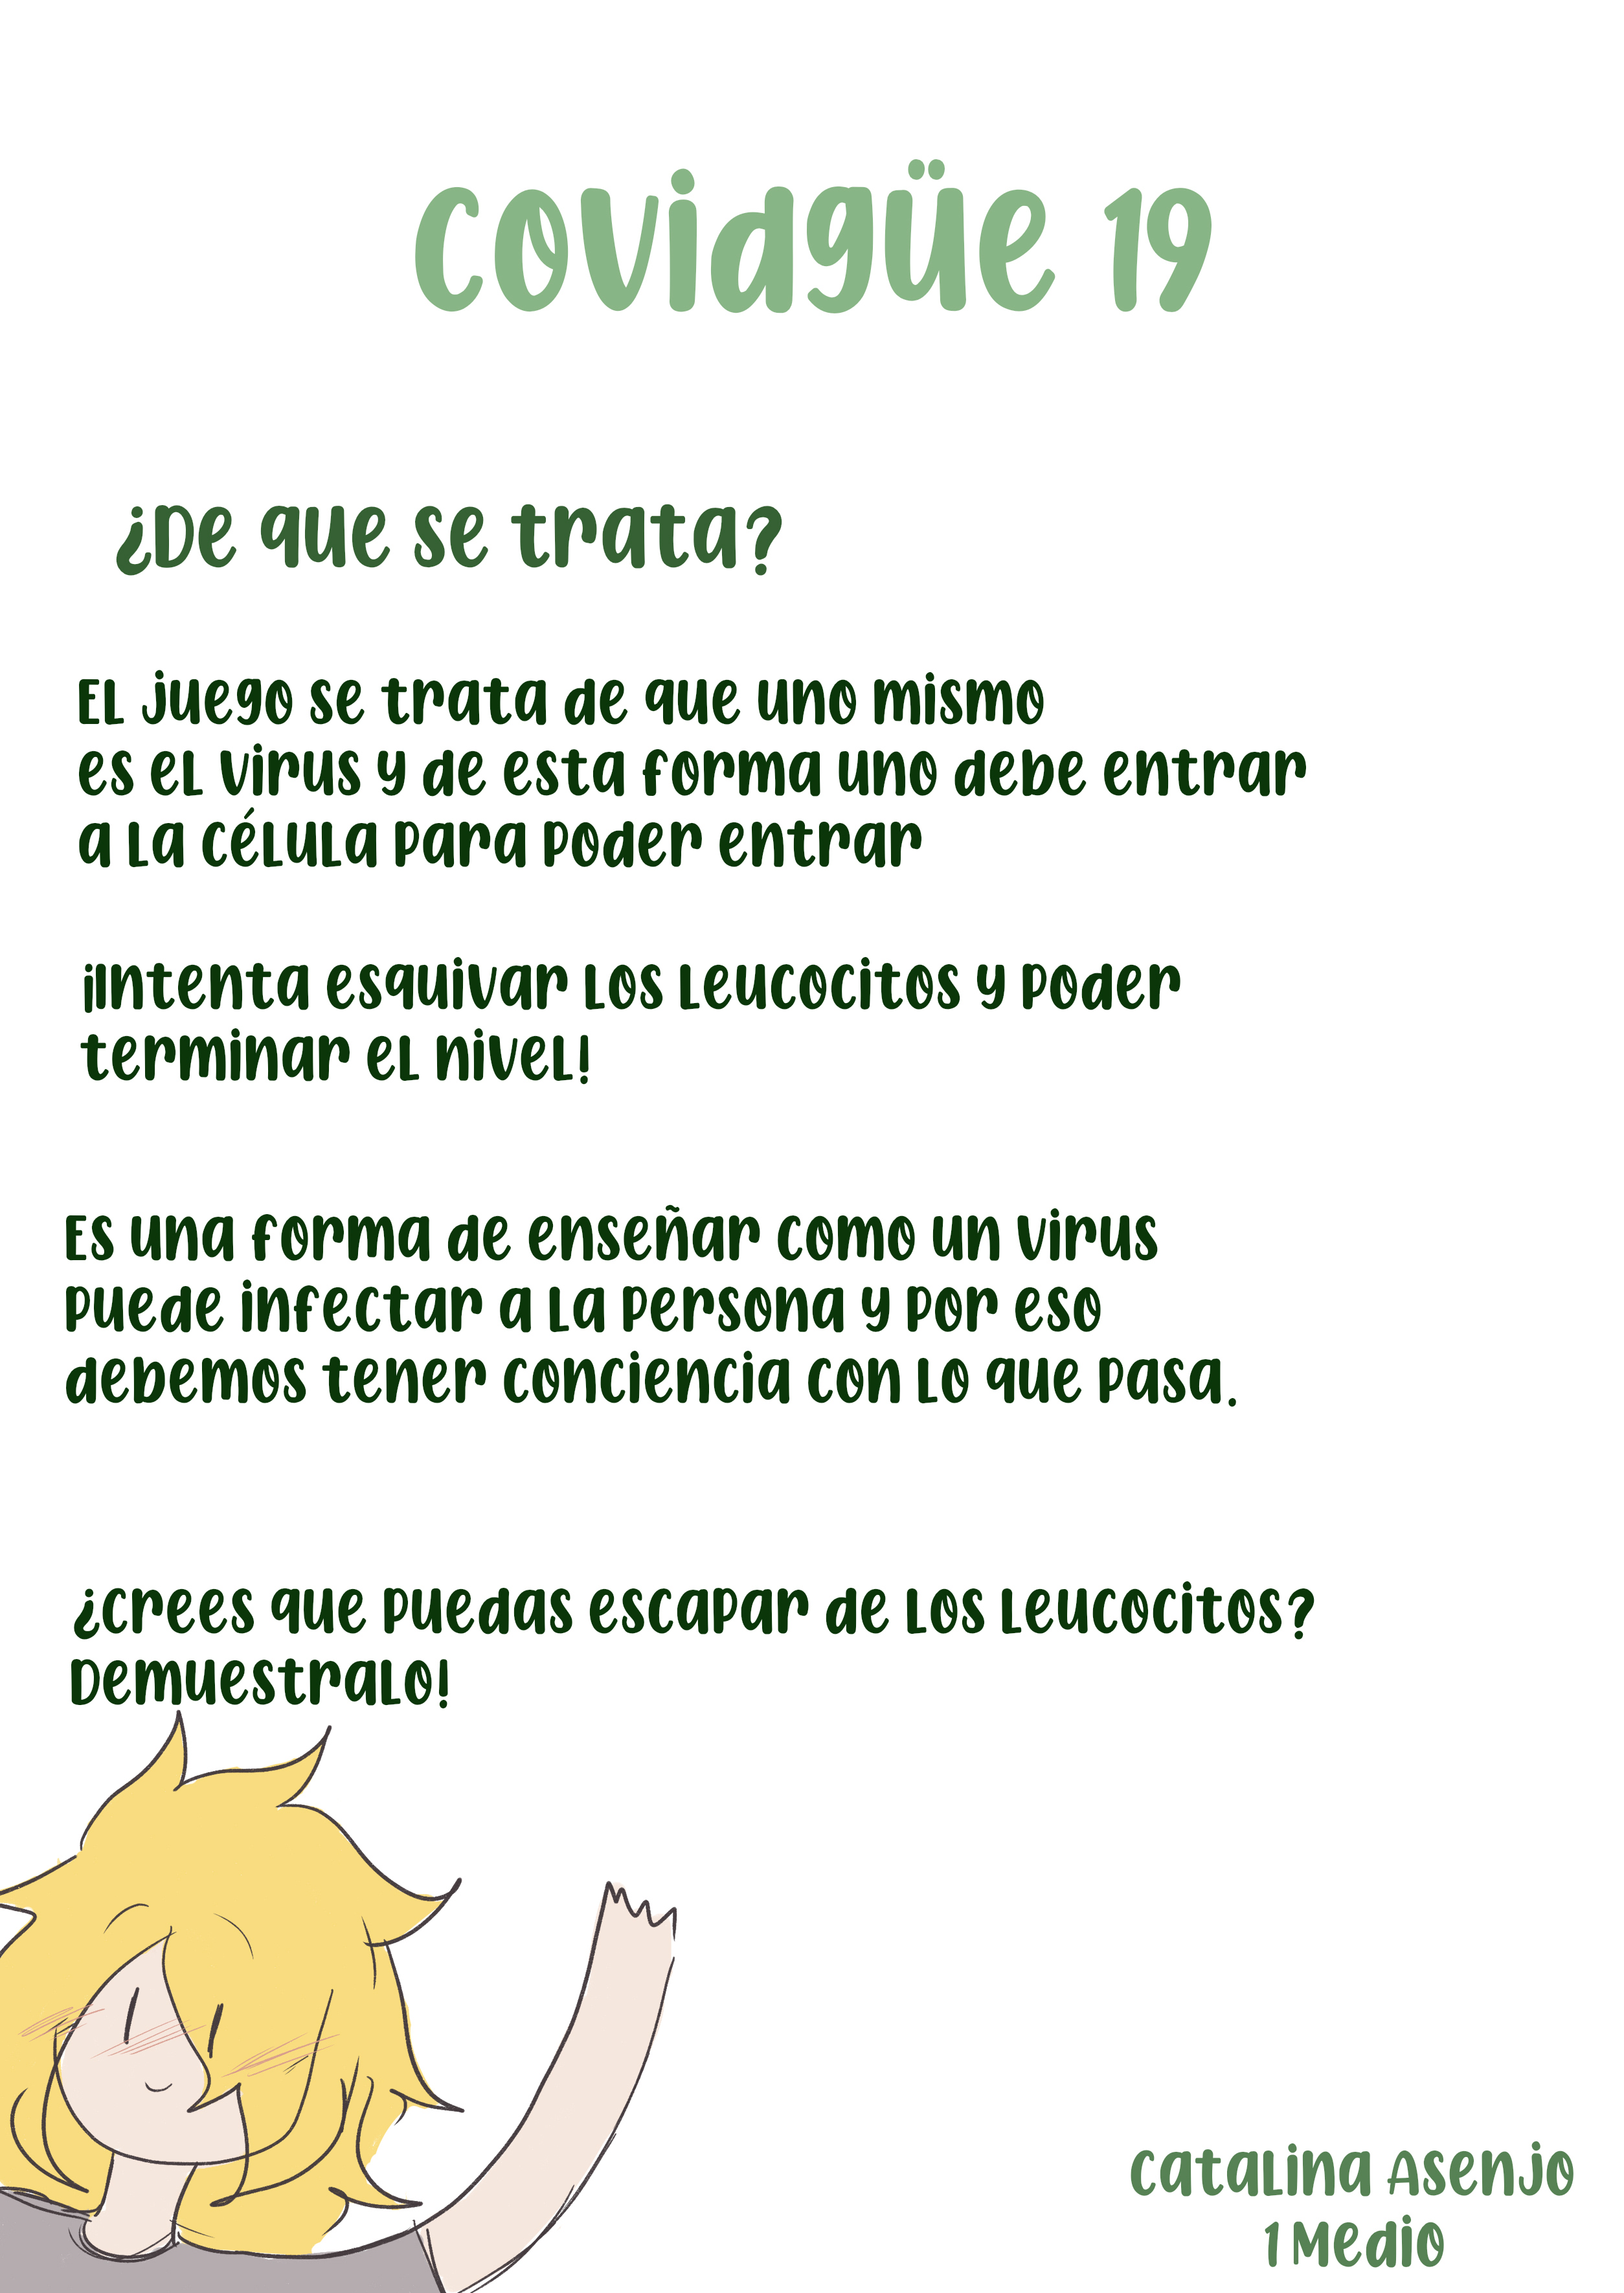 covidgüe 19
¿De que se trata?
El juego se trata de que uno mismo
es el virus y de esta forma uno debe entrar
a la célula para poder entrar
¡Intenta esquivar los leucocitos y poder
terminar el nivel!
Es una forma de enseñar como un virus
puede infectar a la persona y por eso
debemos tener conciencia con lo que pasa.
¿Crees que puedas escapar de los leucocitos?
Demuestralo!
Catalina Asenjo
1 Medio